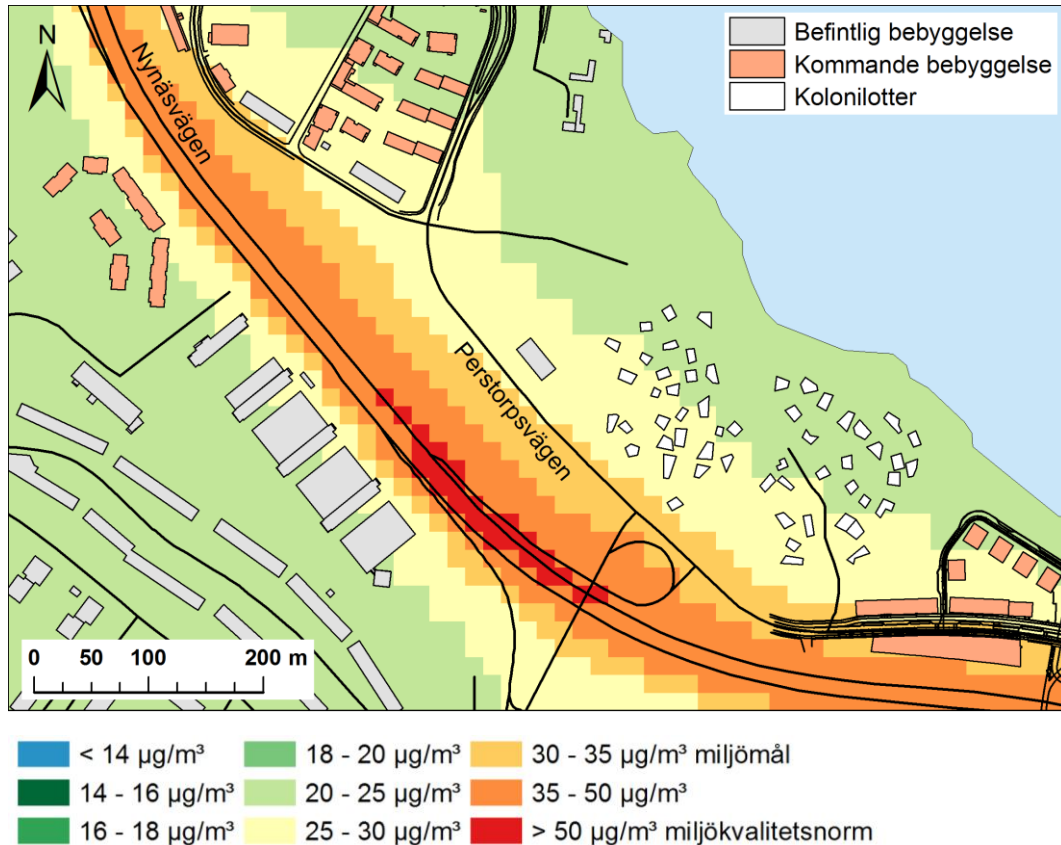 N
Nynäsvägen
Perstorpsvägen
Befintlig bebyggelse
Kommande bebyggelse
Kolonilotter
0 50 100 200 m
< 14 µg/m³
14 - 16 µg/m³
16 - 18 µg/m³
18 - 20 µg/m³
20 - 25 µg/m³
25 - 30 µg/m³
30 - 35 µg/m³ miljömål
35 - 50 µg/m³
> 50 µg/m³ miljökvalitetsnorm